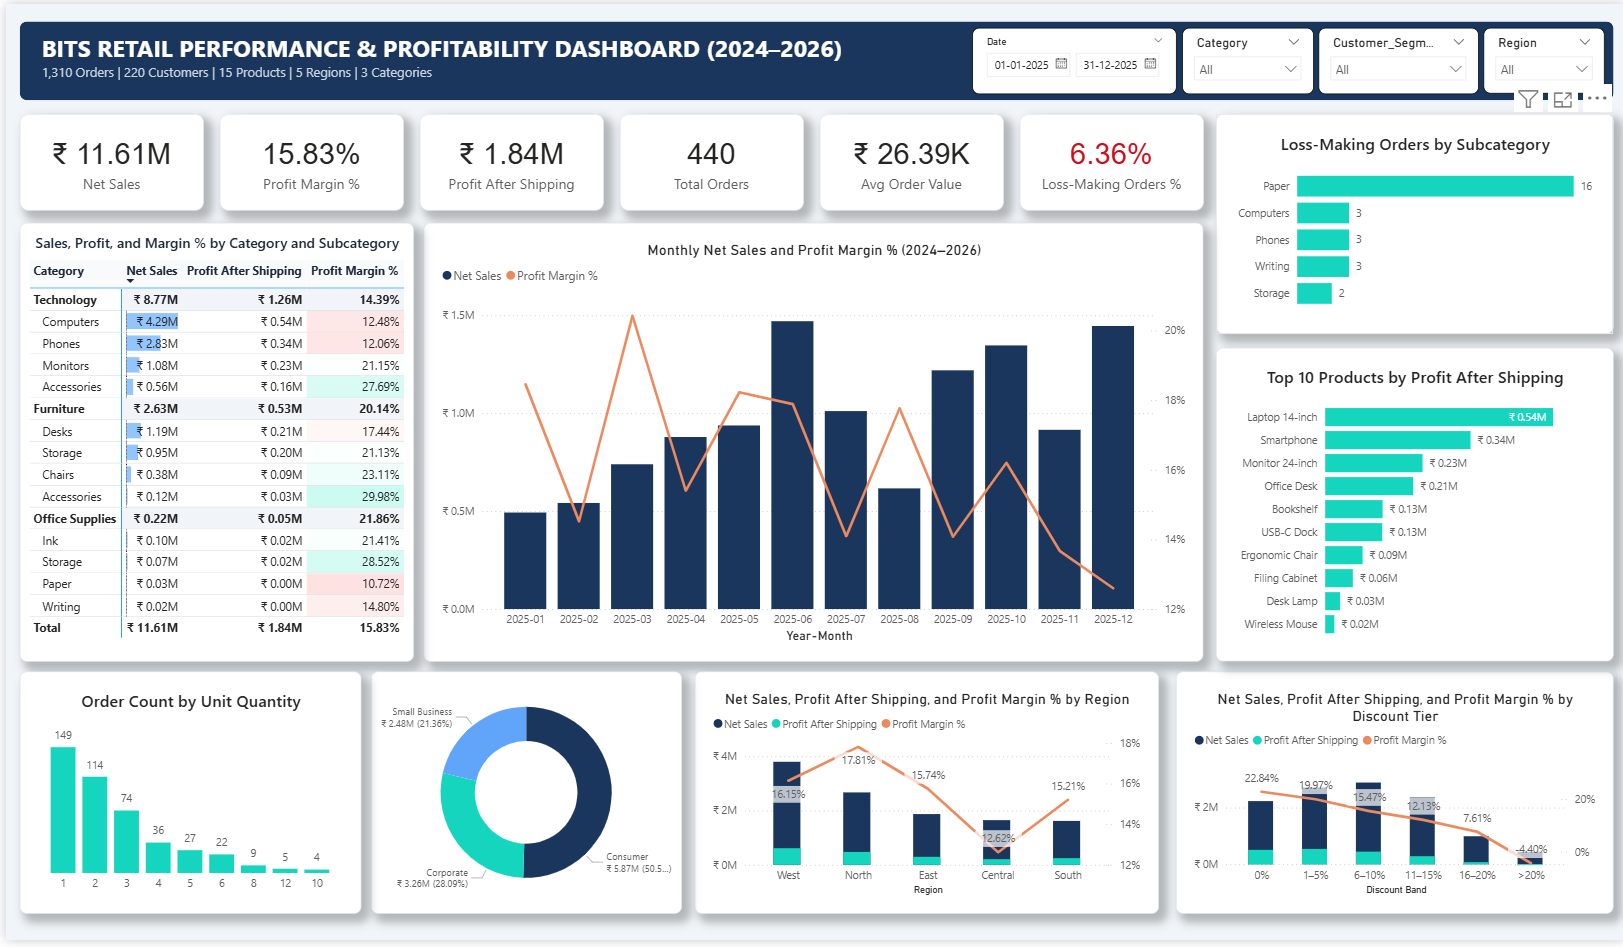 BITS RETAIL PERFORMANCE & PROFITABILITY DASHBOARD (2024–2026)
1,310 Orders | 220 Customers | 15 Products | 5 Regions | 3 Categories
Date
01-01-2025 31-12-2025
Category
All
Customer_Segm...
All
Region
All
₹ 11.61M
Net Sales
15.83%
Profit Margin %
₹ 1.84M
Profit After Shipping
440
Total Orders
₹ 26.39K
Avg Order Value
6.36%
Loss-Making Orders %
Loss-Making Orders by Subcategory
Paper 16
Computers 3
Phones 3
Writing 3
Storage 2
Sales, Profit, and Margin % by Category and Subcategory
Category Net Sales Profit After Shipping Profit Margin %
Technology ₹ 8.77M ₹ 1.26M 14.39%
Computers ₹ 4.29M ₹ 0.54M 12.48%
Phones ₹ 2.83M ₹ 0.34M 12.06%
Monitors ₹ 1.08M ₹ 0.23M 21.15%
Accessories ₹ 0.56M ₹ 0.16M 27.69%
Furniture ₹ 2.63M ₹ 0.53M 20.14%
Desks ₹ 1.19M ₹ 0.21M 17.44%
Storage ₹ 0.95M ₹ 0.20M 21.13%
Chairs ₹ 0.38M ₹ 0.09M 23.11%
Accessories ₹ 0.12M ₹ 0.03M 29.98%
Office Supplies ₹ 0.22M ₹ 0.05M 21.86%
Ink ₹ 0.10M ₹ 0.02M 21.41%
Storage ₹ 0.07M ₹ 0.02M 28.52%
Paper ₹ 0.03M ₹ 0.00M 10.72%
Writing ₹ 0.02M ₹ 0.00M 14.80%
Total ₹ 11.61M ₹ 1.84M 15.83%
Monthly Net Sales and Profit Margin % (2024–2026)
Net Sales Profit Margin %
₹ 1.5M
₹ 1.0M
₹ 0.5M
₹ 0.0M
20%
18%
16%
14%
12%
2025-01 2025-02 2025-03 2025-04 2025-05 2025-06 2025-07 2025-08 2025-09 2025-10 2025-11 2025-12
Year-Month
Top 10 Products by Profit After Shipping
Laptop 14-inch ₹ 0.54M
Smartphone ₹ 0.34M
Monitor 24-inch ₹ 0.23M
Office Desk ₹ 0.21M
Bookshelf ₹ 0.13M
USB-C Dock ₹ 0.13M
Ergonomic Chair ₹ 0.09M
Filing Cabinet ₹ 0.06M
Desk Lamp ₹ 0.03M
Wireless Mouse ₹ 0.02M
Order Count by Unit Quantity
149 114 74 36 27 22 9 5 4
1 2 3 4 5 6 8 12 10
Small Business
₹ 2.48M (21.36%)
Consumer
₹ 5.87M (50.5...)
Corporate
₹ 3.26M (28.09%)
Net Sales, Profit After Shipping, and Profit Margin % by Region
Net Sales Profit After Shipping Profit Margin %
₹ 4M
₹ 2M
₹ 0M
16.15% 17.81% 15.74% 12.62% 15.21%
18%
16%
14%
12%
West North East Central South
Region
Net Sales, Profit After Shipping, and Profit Margin % by
Discount Tier
Net Sales Profit After Shipping Profit Margin %
₹ 2M
₹ 0M
22.84% 19.97% 15.47% 12.13% 7.61% -4.40%
20%
0%
0% 1–5% 6–10% 11–15% 16–20% >20%
Discount Band